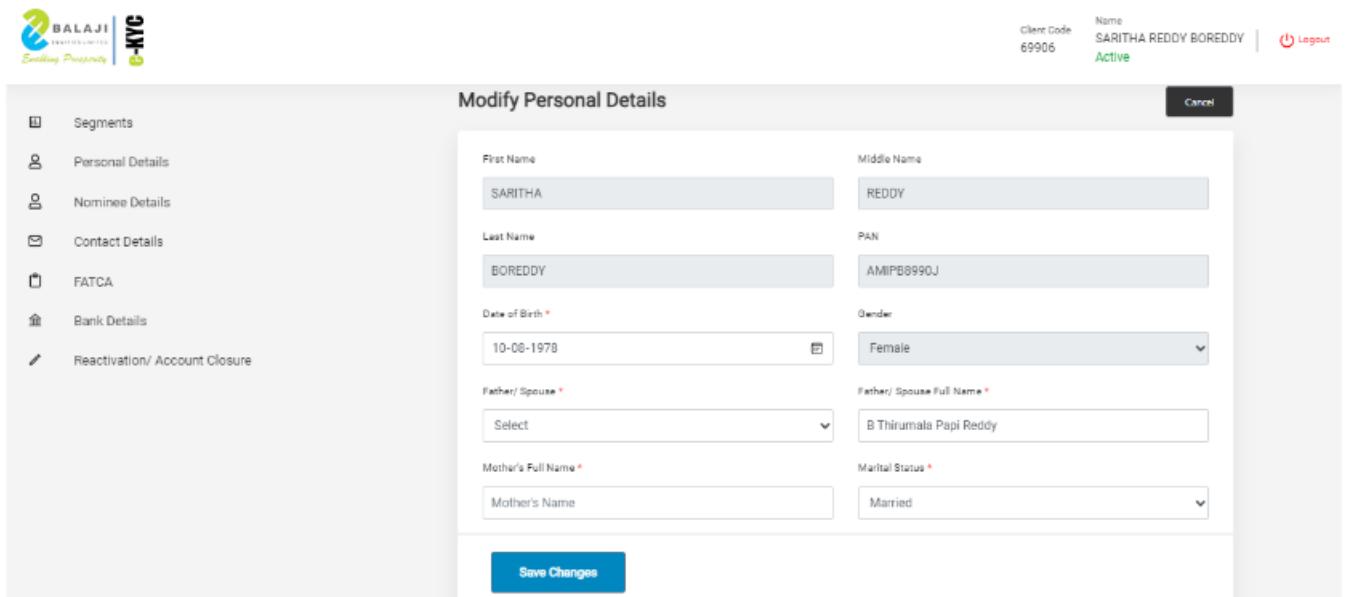 BALAJI
Enabling Prosperity
e-KYC
Client Code
69906
Name
SARITHA REDDY BOREDDY
Active
Logout
Modify Personal Details
Cancel
Segments
Personal Details
Nominee Details
Contact Details
FATCA
Bank Details
Reactivation/ Account Closure
First Name
Middle Name
SARITHA
REDDY
Last Name
PAN
BOREDDY
AMIPB8990J
Date of Birth *
Gender
10-08-1978
Female
Father/ Spouse *
Father/ Spouse Full Name *
Select
B Thirumala Papi Reddy
Mother's Full Name *
Marital Status *
Mother's Name
Married
Save Changes